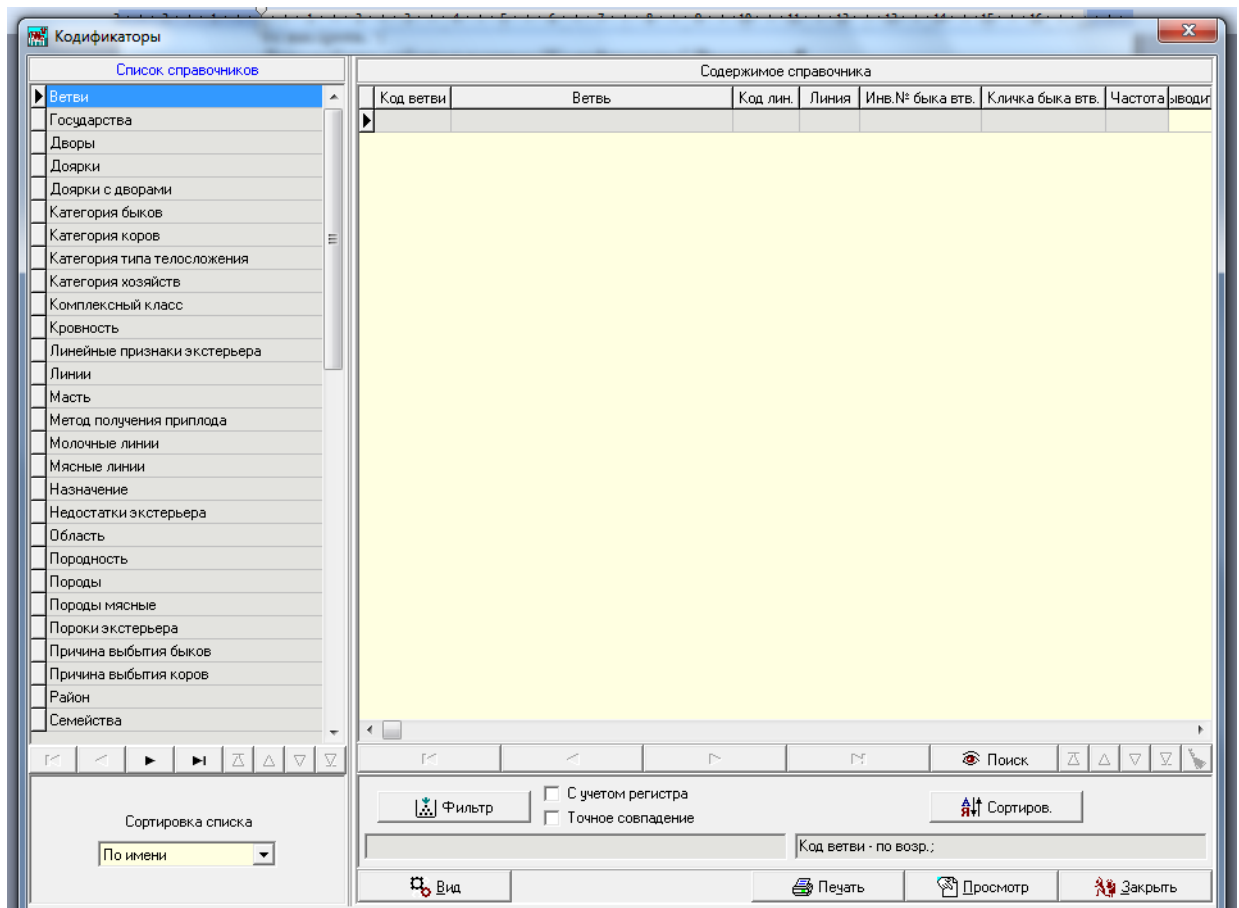 Кодификаторы
Список справочников
Содержимое справочника
Код ветви Ветвь Код лин. Линия Инв.№ быка втв. Кличка быка втв. Частота ыводит
Ветви
Государства
Дворы
Доярки
Доярки с дворами
Категория быков
Категория коров
Категория типа телосложения
Категория хозяйств
Комплексный класс
Кровность
Линейные признаки экстерьера
Линии
Масть
Метод получения приплода
Молочные линии
Мясные линии
Назначение
Недостатки экстерьера
Область
Породность
Породы
Породы мясные
Пороки экстерьера
Причина выбытия быков
Причина выбытия коров
Район
Семейства
Поиск
Фильтр
С учетом регистра
Точное совпадение
Сортиров.
Сортировка списка
По имени
Код ветви - по возр.;
Вид
Печать
Просмотр
Закрыть